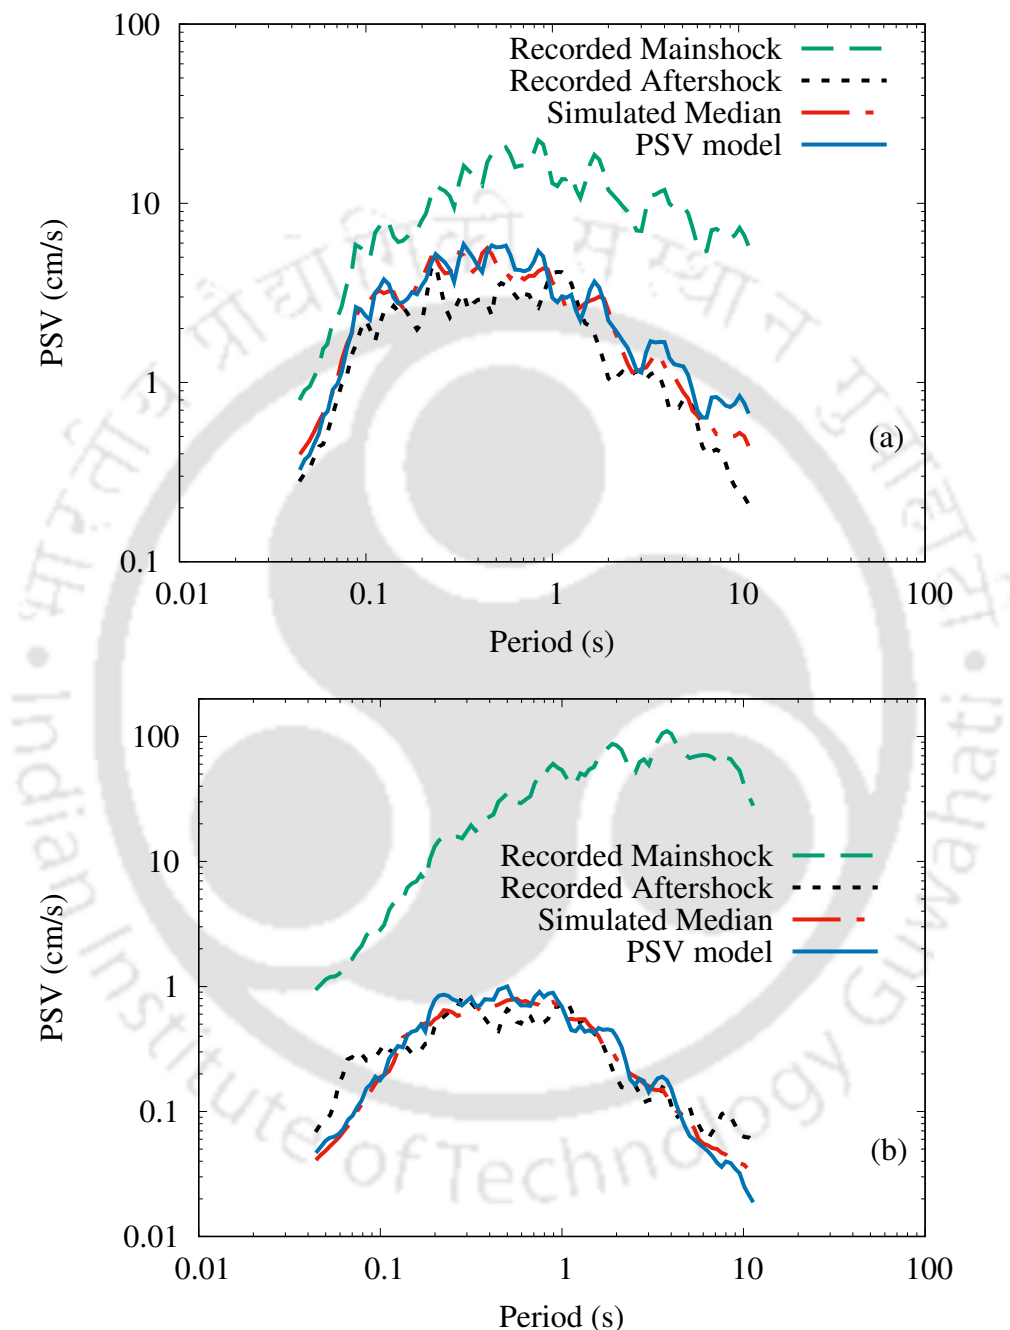 100
10
1
0.1
PSV (cm/s)
Recorded Mainshock
Recorded Aftershock
Simulated Median
PSV model
(a)
0.01 0.1 1 10 100
Period (s)
100
10
1
0.1
0.01
PSV (cm/s)
Recorded Mainshock
Recorded Aftershock
Simulated Median
PSV model
(b)
0.01 0.1 1 10 100
Period (s)
Indian Institute of Technology Guwahati